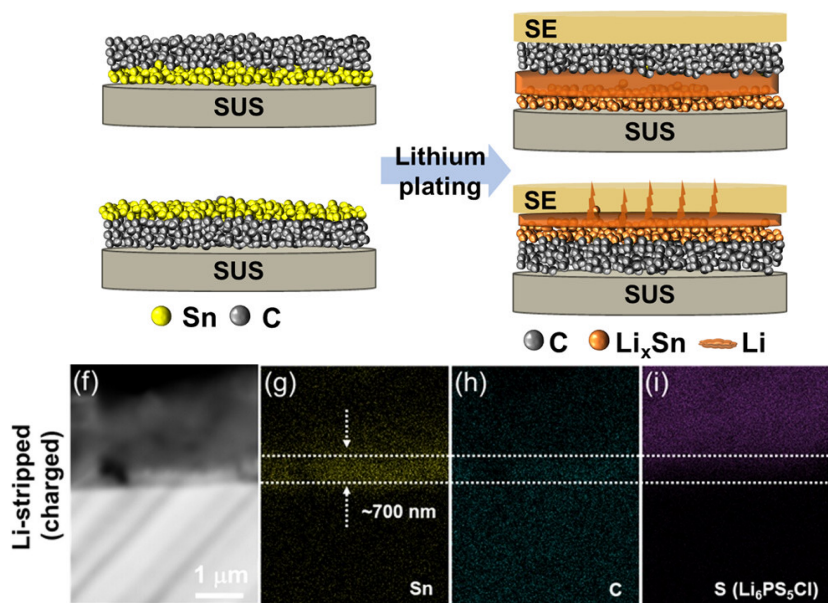 SE
SUS
SUS
Lithium
plating
SE
SUS
SUS
Sn C
C LiₓSn Li
Li-stripped
(charged)
(f)
(g)
(h)
(i)
~700 nm
1 μm
Sn
C
S (Li₆PS₅Cl)